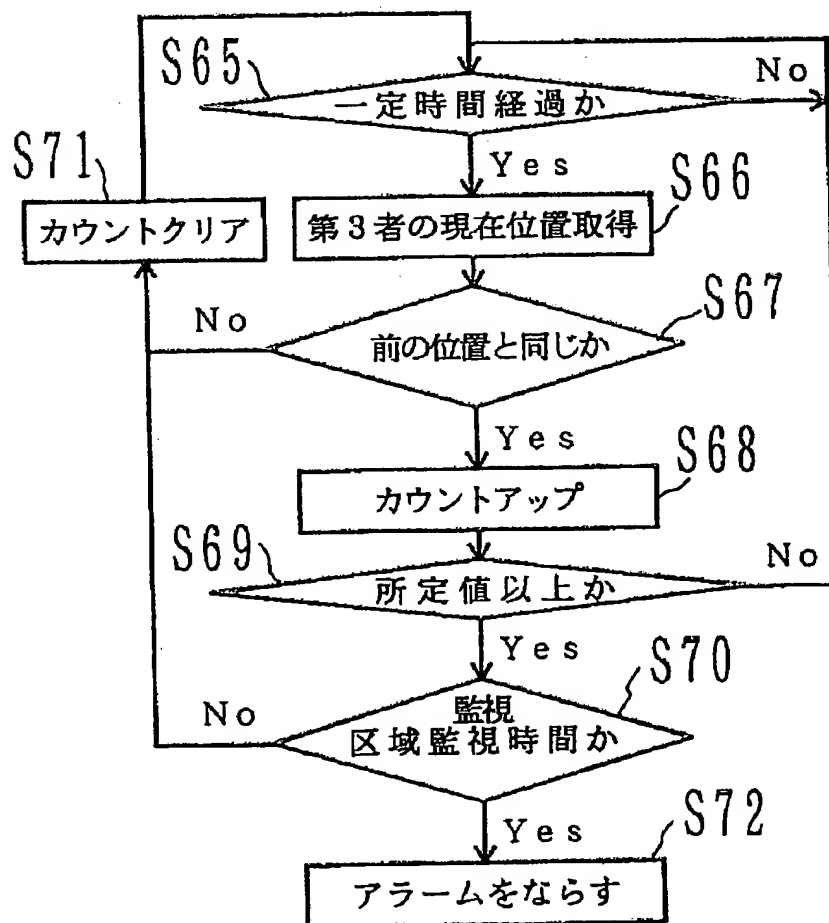 S65
一定時間経過か
No
Yes
S71
カウントクリア
S66
第3者の現在位置取得
S67
前の位置と同じか
No
Yes
S68
カウントアップ
S69
所定値以上か
No
Yes
S70
監視
区域監視時間か
No
Yes
S72
アラームをならす